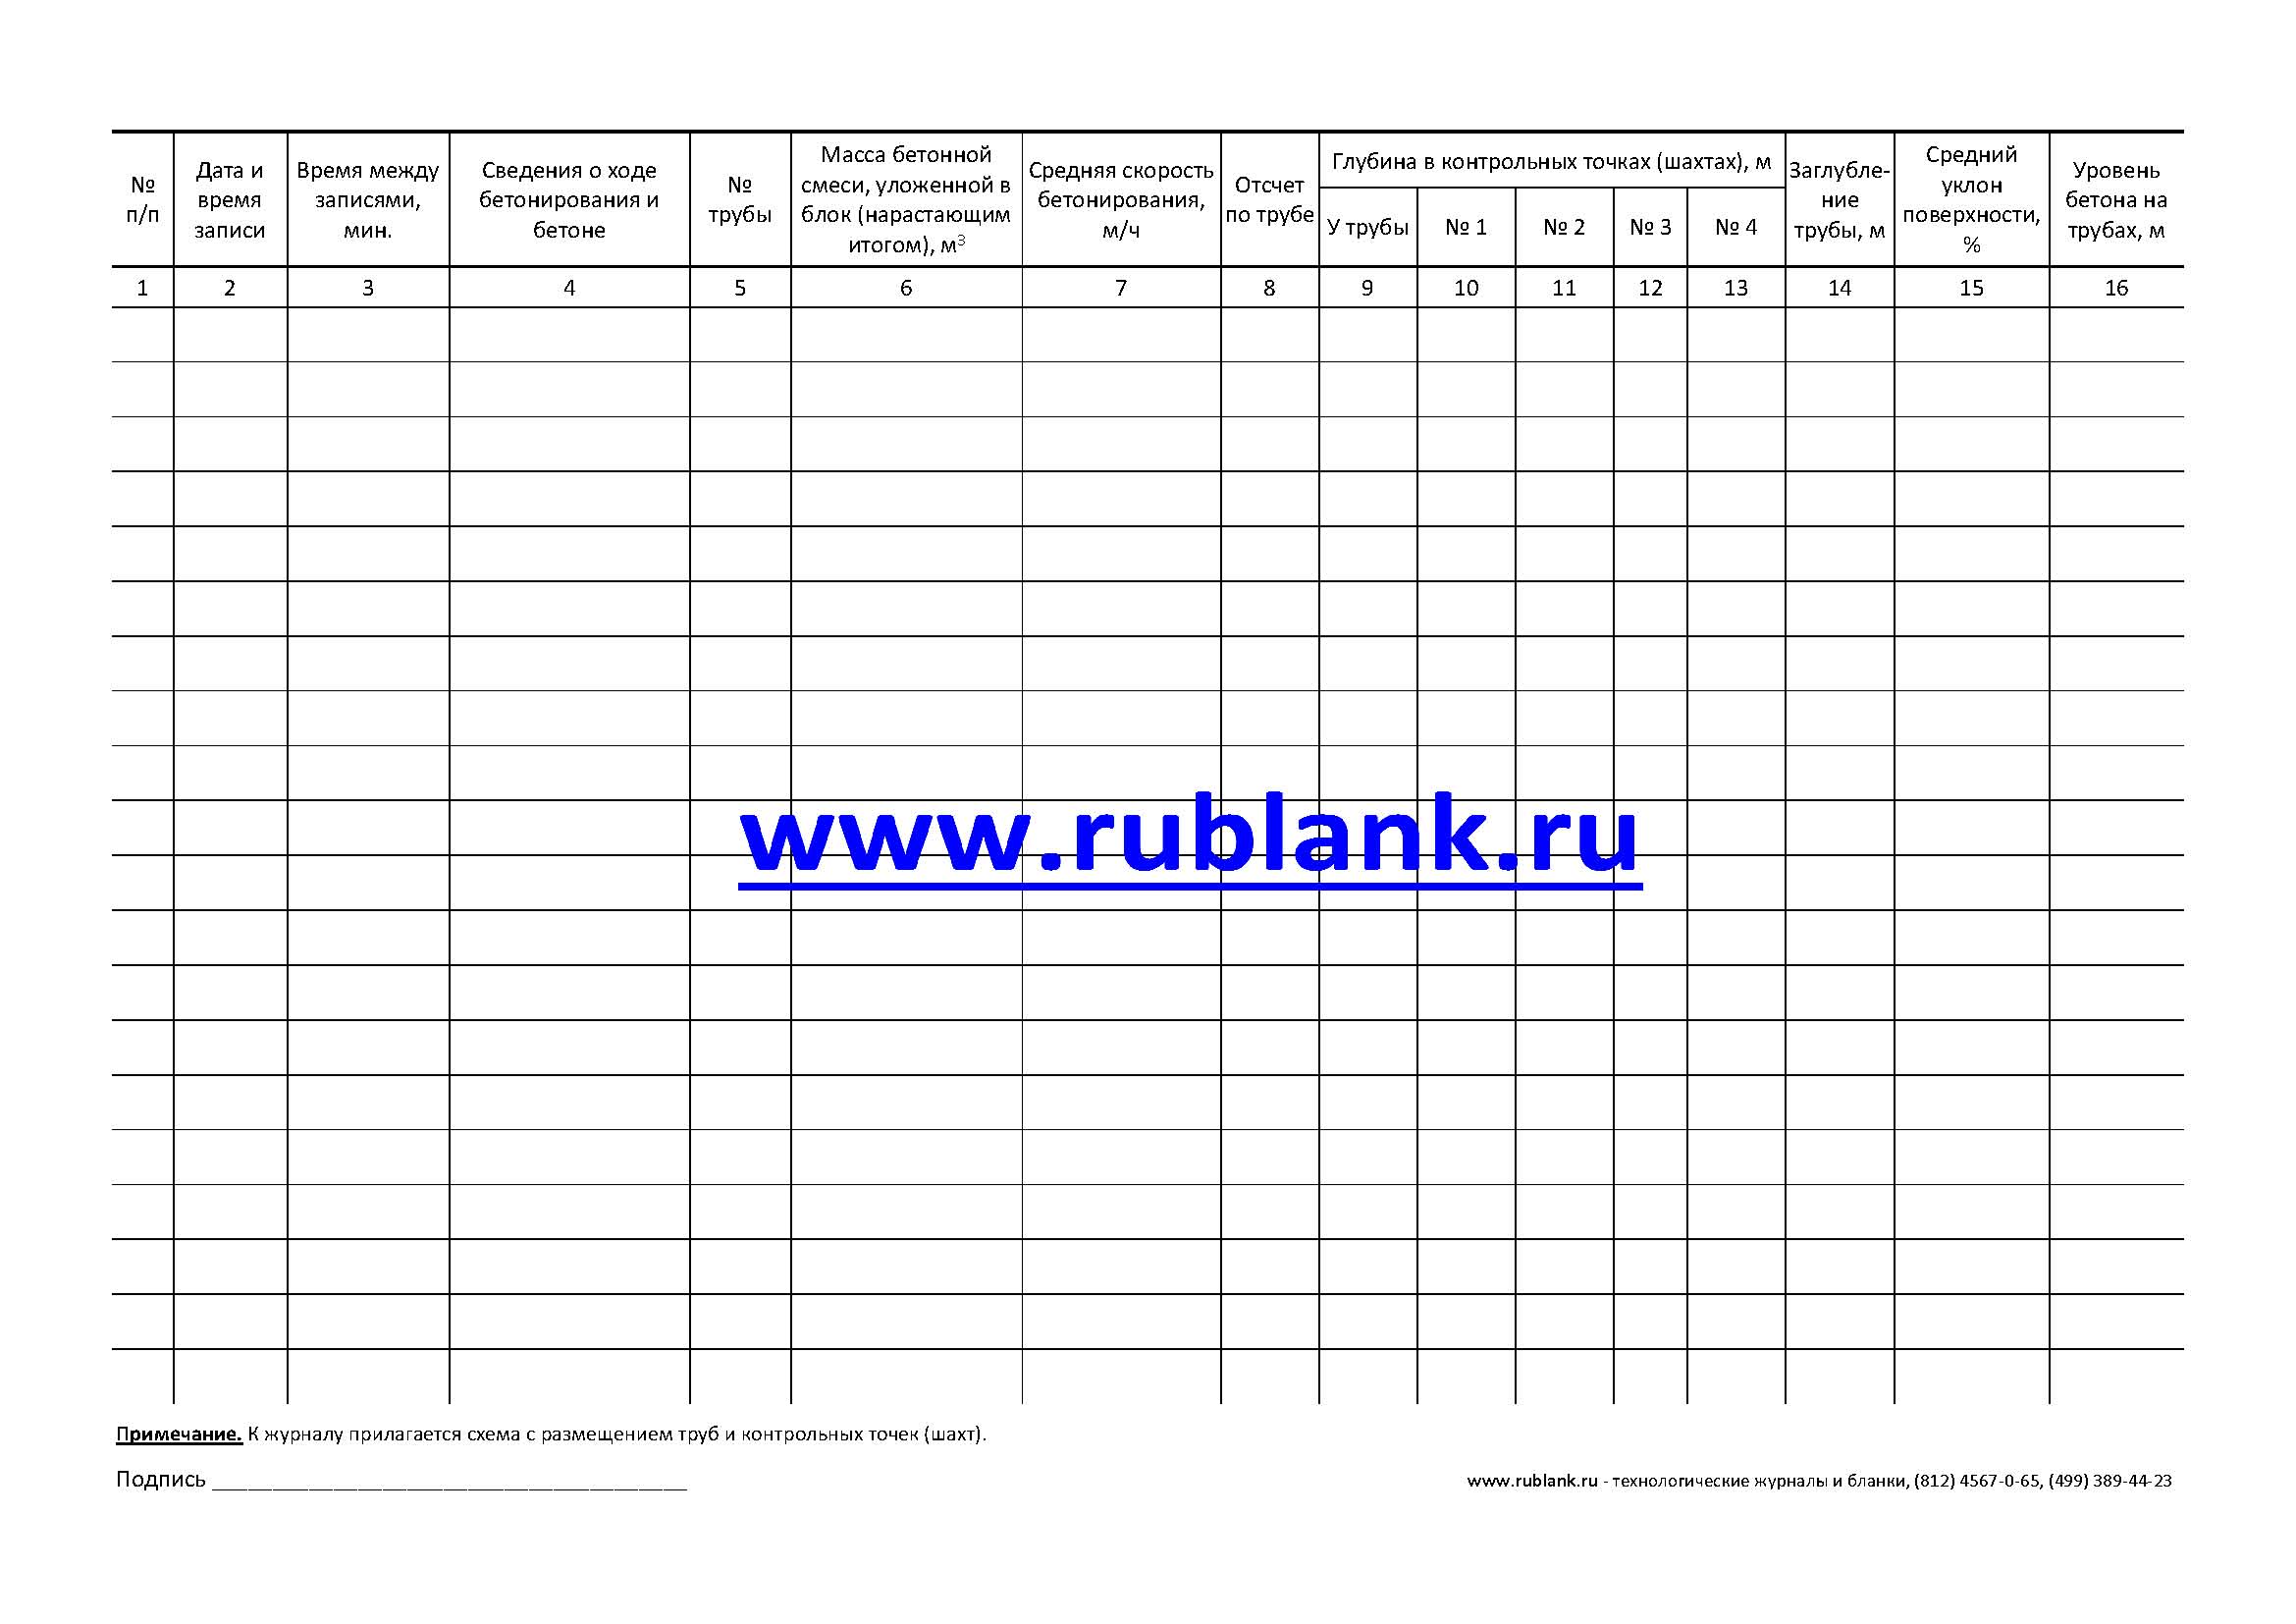 №
п/п
Дата и
время
записи
Время между
записями,
мин.
Сведения о ходе
бетонирования и
бетоне
№
трубы
Масса бетонной
смеси, уложенной в
блок (нарастающим
итогом), м³
Средняя скорость
бетонирования,
м/ч
Отсчет
по трубе
Глубина в контрольных точках (шахтах), м
У трубы
№ 1
№ 2
№ 3
№ 4
Заглубле-
ние
трубы, м
Средний
уклон
поверхности,
%
Уровень
бетона на
трубах, м
1 2 3 4 5 6 7 8 9 10 11 12 13 14 15 16
www.rublank.ru
Примечание. К журналу прилагается схема с размещением труб и контрольных точек (шахт).
Подпись _______________________________________
www.rublank.ru - технологические журналы и бланки, (812) 4567-0-65, (499) 389-44-23